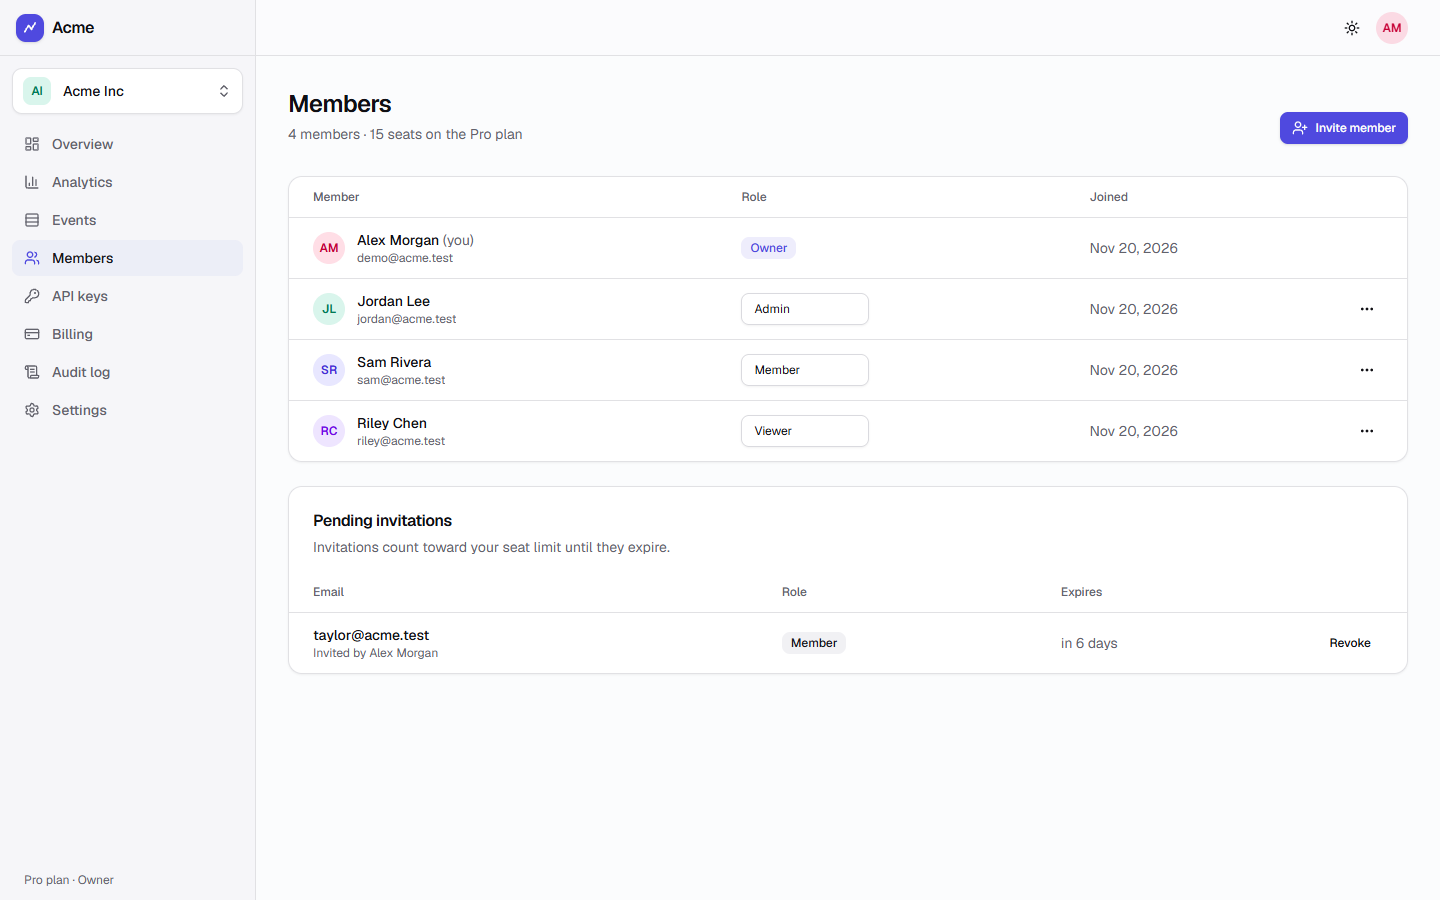 Acme
AM
AI Acme Inc
Overview
Analytics
Events
Members
API keys
Billing
Audit log
Settings
Pro plan · Owner
Members
4 members · 15 seats on the Pro plan
Invite member
Member Role Joined
AM Alex Morgan (you) Owner Nov 20, 2026
demo@acme.test
JL Jordan Lee Admin Nov 20, 2026
jordan@acme.test
SR Sam Rivera Member Nov 20, 2026
sam@acme.test
RC Riley Chen Viewer Nov 20, 2026
riley@acme.test
Pending invitations
Invitations count toward your seat limit until they expire.
Email Role Expires
taylor@acme.test Member in 6 days Revoke
Invited by Alex Morgan